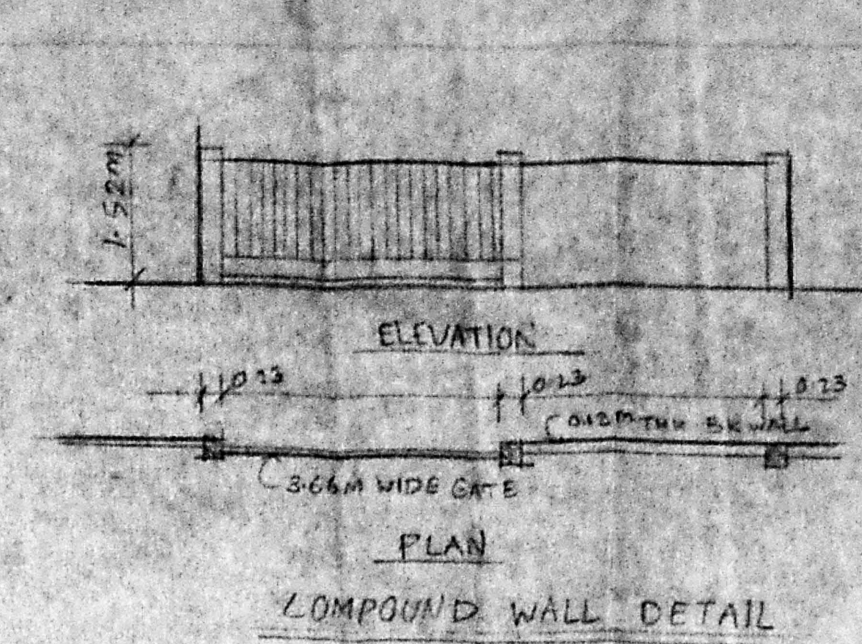 1.52M
ELEVATION
0.23 0.23 0.23
0.12M THK BK WALL
3.66M WIDE GATE
PLAN
COMPOUND WALL DETAIL